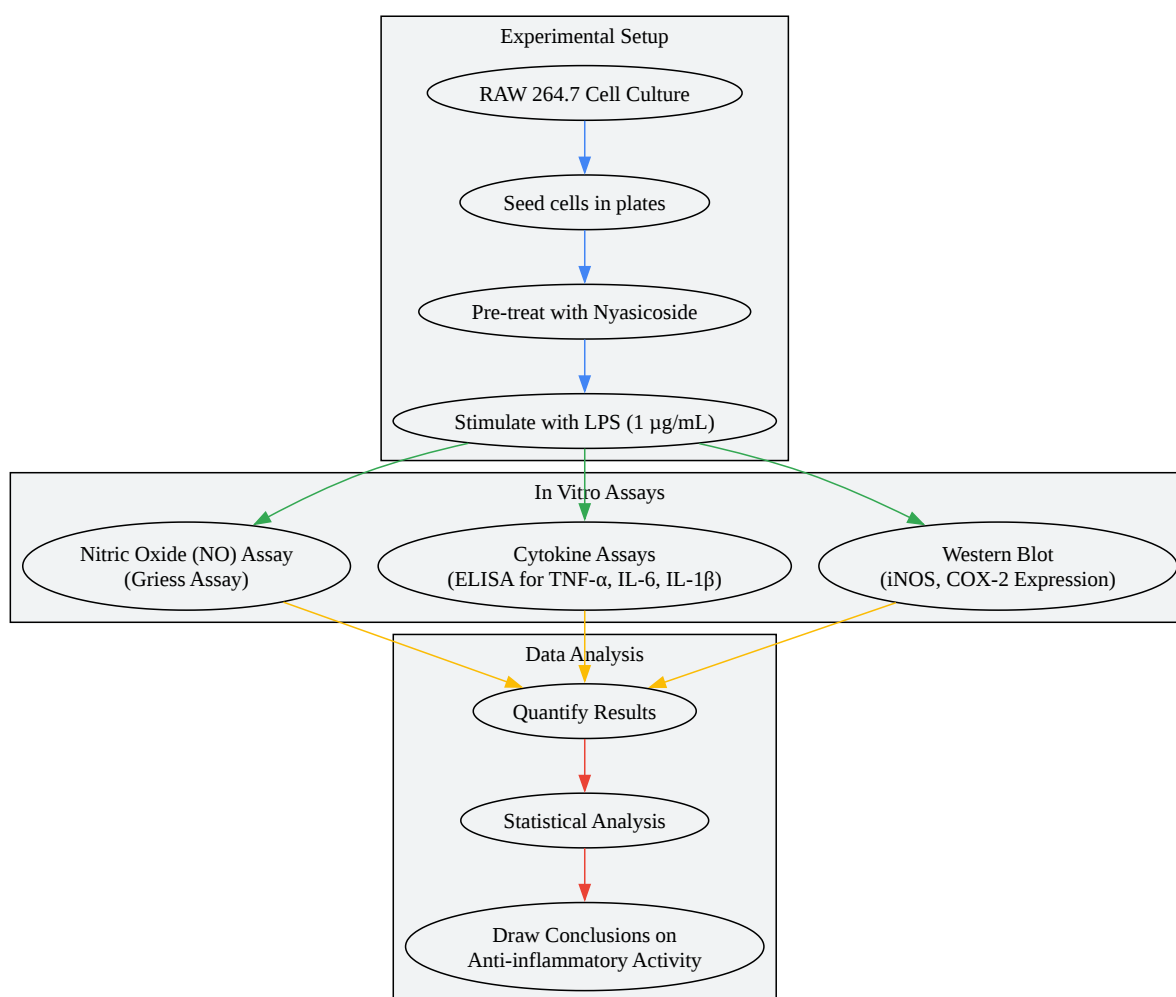 Experimental Setup
RAW 264.7 Cell Culture
Seed cells in plates
Pre-treat with Nyasicoside
Stimulate with LPS (1 µg/mL)
In Vitro Assays
Nitric Oxide (NO) Assay
(Griess Assay)
Cytokine Assays
(ELISA for TNF-α, IL-6, IL-1β)
Western Blot
(iNOS, COX-2 Expression)
Data Analysis
Quantify Results
Statistical Analysis
Draw Conclusions on
Anti-inflammatory Activity